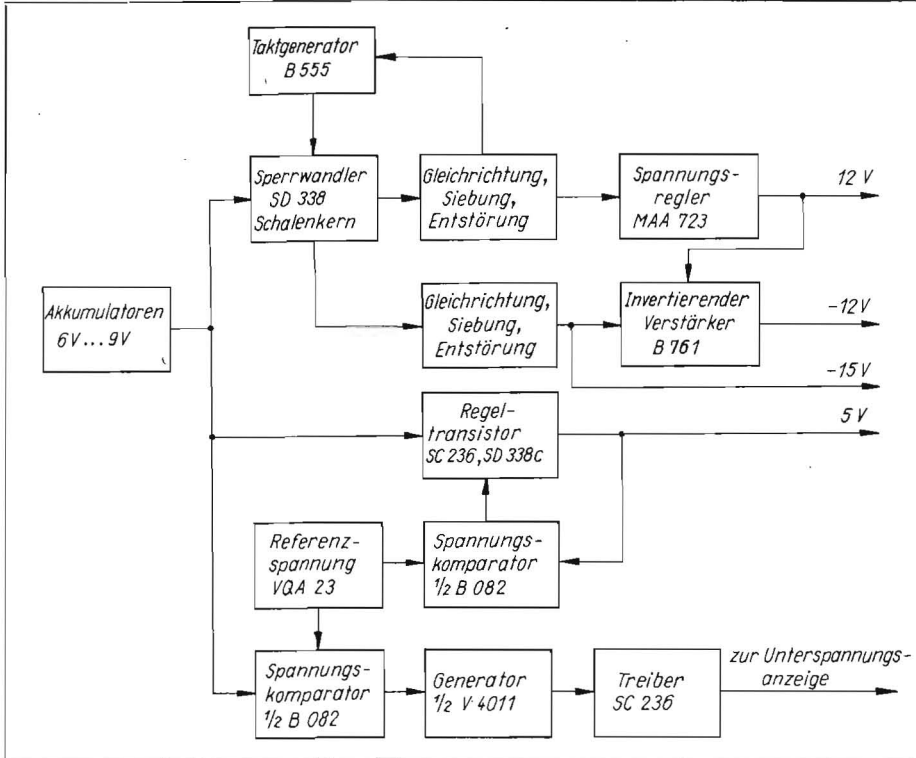 Taktgenerator
B 555
Sperrwandler
SD 338
Schalenkern
Gleichrichtung,
Siebung,
Entstörung
Spannungs-
regler
MAA 723
12 V
Akkumulatoren
6V...9V
Gleichrichtung,
Siebung,
Entstörung
Invertierender
Verstärker
B 761
-12V
-15V
Regel-
transistor
SC 236, SD 338c
5 V
Referenz-
spannung
VQA 23
Spannungs-
komparator
1/2 B 082
Spannungs-
komparator
1/2 B 082
Generator
1/2 V 4011
Treiber
SC 236
zur Unterspannungs-
anzeige